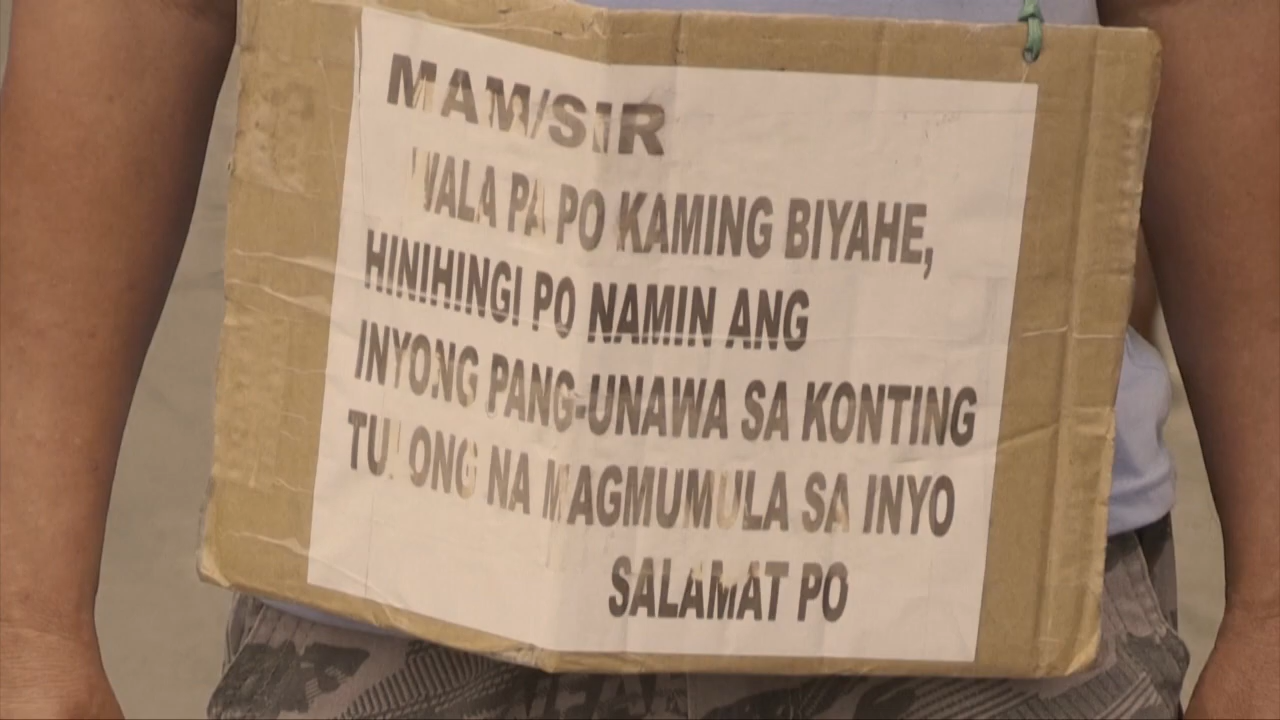 MAM/SIR
WALA PA PO KAMING BIYAHE,
HINIHINGI PO NAMIN ANG
INYONG PANG-UNAWA SA KONTING
TULONG NA MAGMUMULA SA INYO
SALAMAT PO